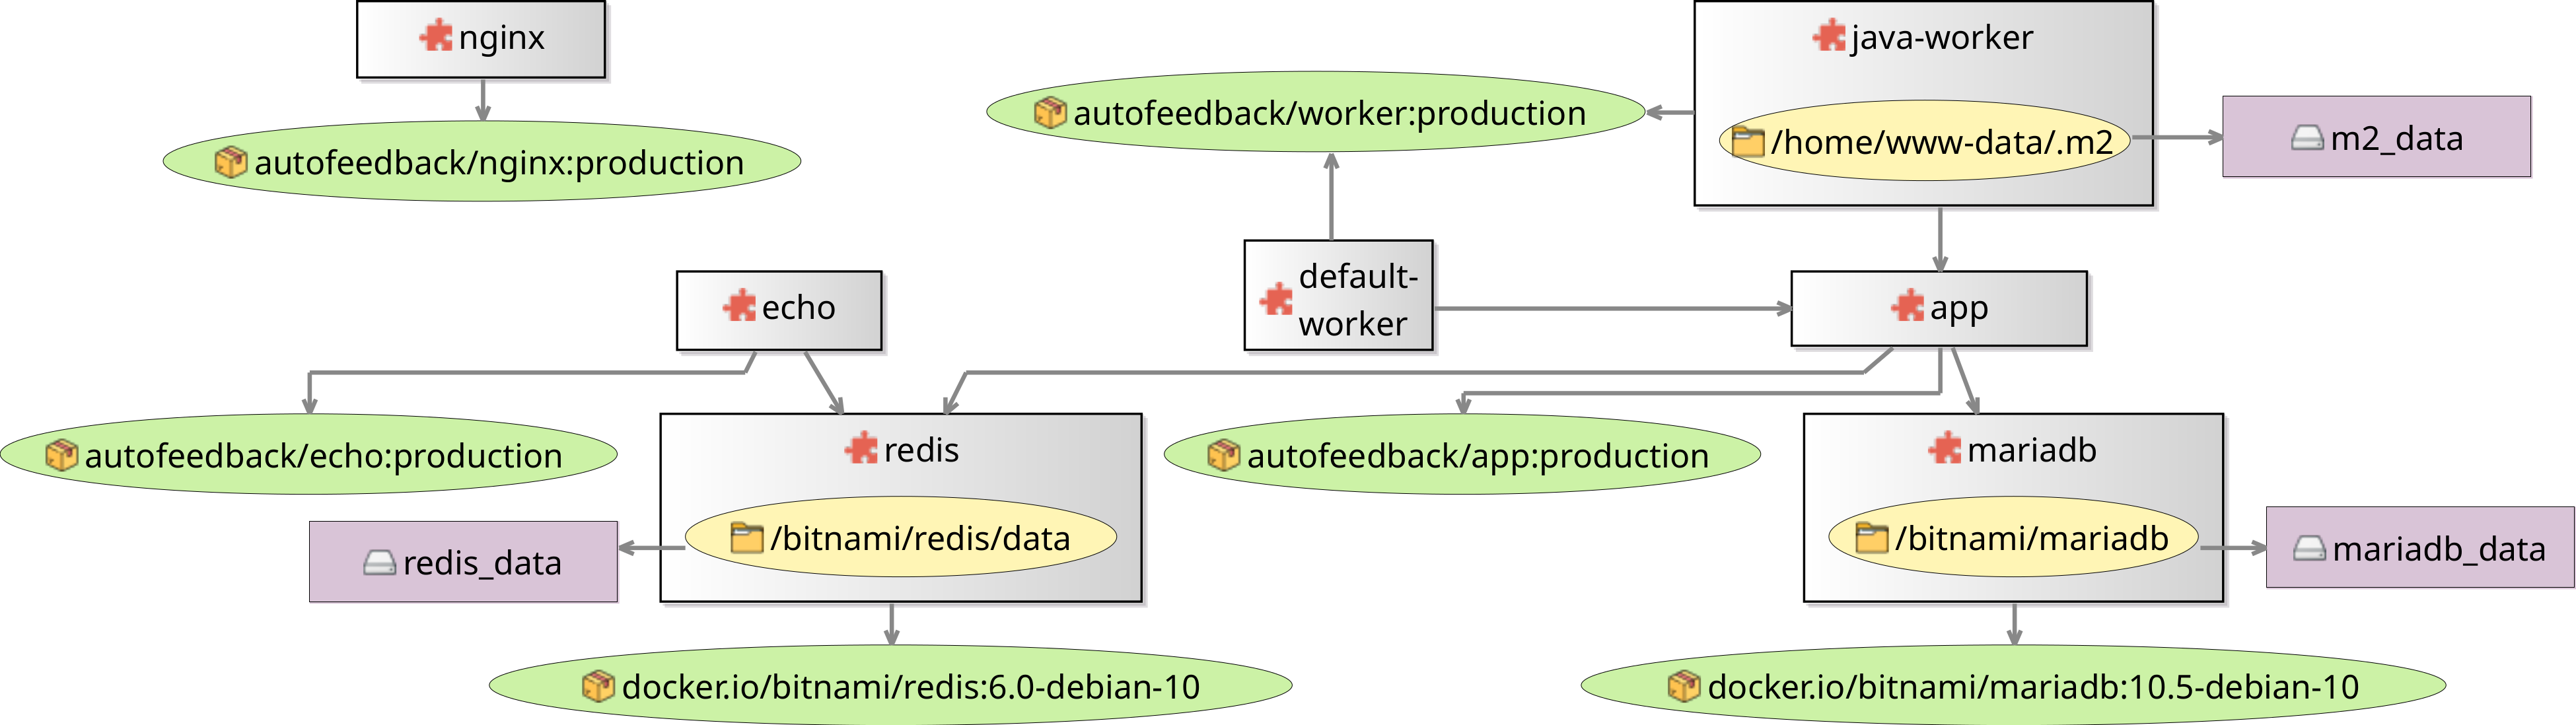 nginx
java-worker
autofeedback/worker:production
/home/www-data/.m2
m2_data
autofeedback/nginx:production
default-
worker
echo
app
autofeedback/echo:production
redis
autofeedback/app:production
mariadb
/bitnami/redis/data
/bitnami/mariadb
redis_data
mariadb_data
docker.io/bitnami/redis:6.0-debian-10
docker.io/bitnami/mariadb:10.5-debian-10